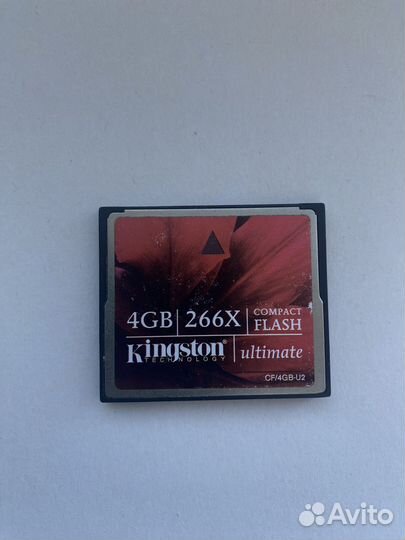 4GB 266X COMPACT FLASH
Kingston ultimate
TECHNOLOGY
CF/4GB-U2
Avito